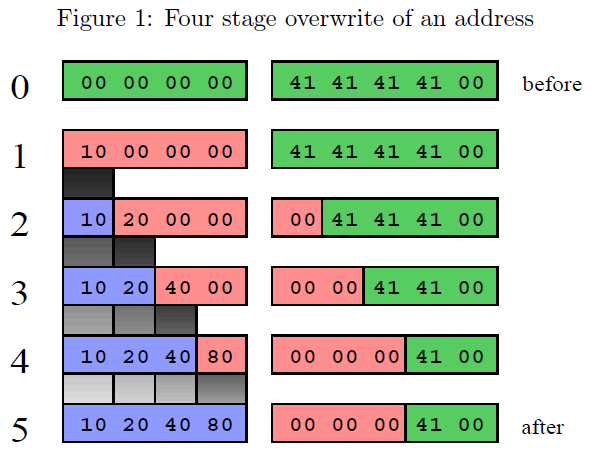 Figure 1: Four stage overwrite of an address
0 00 00 00 00 41 41 41 41 00 before
1 10 00 00 00 41 41 41 41 00
2 10 20 00 00 00 41 41 41 00
3 10 20 40 00 00 00 41 41 00
4 10 20 40 80 00 00 00 41 00
5 10 20 40 80 00 00 00 41 00 after